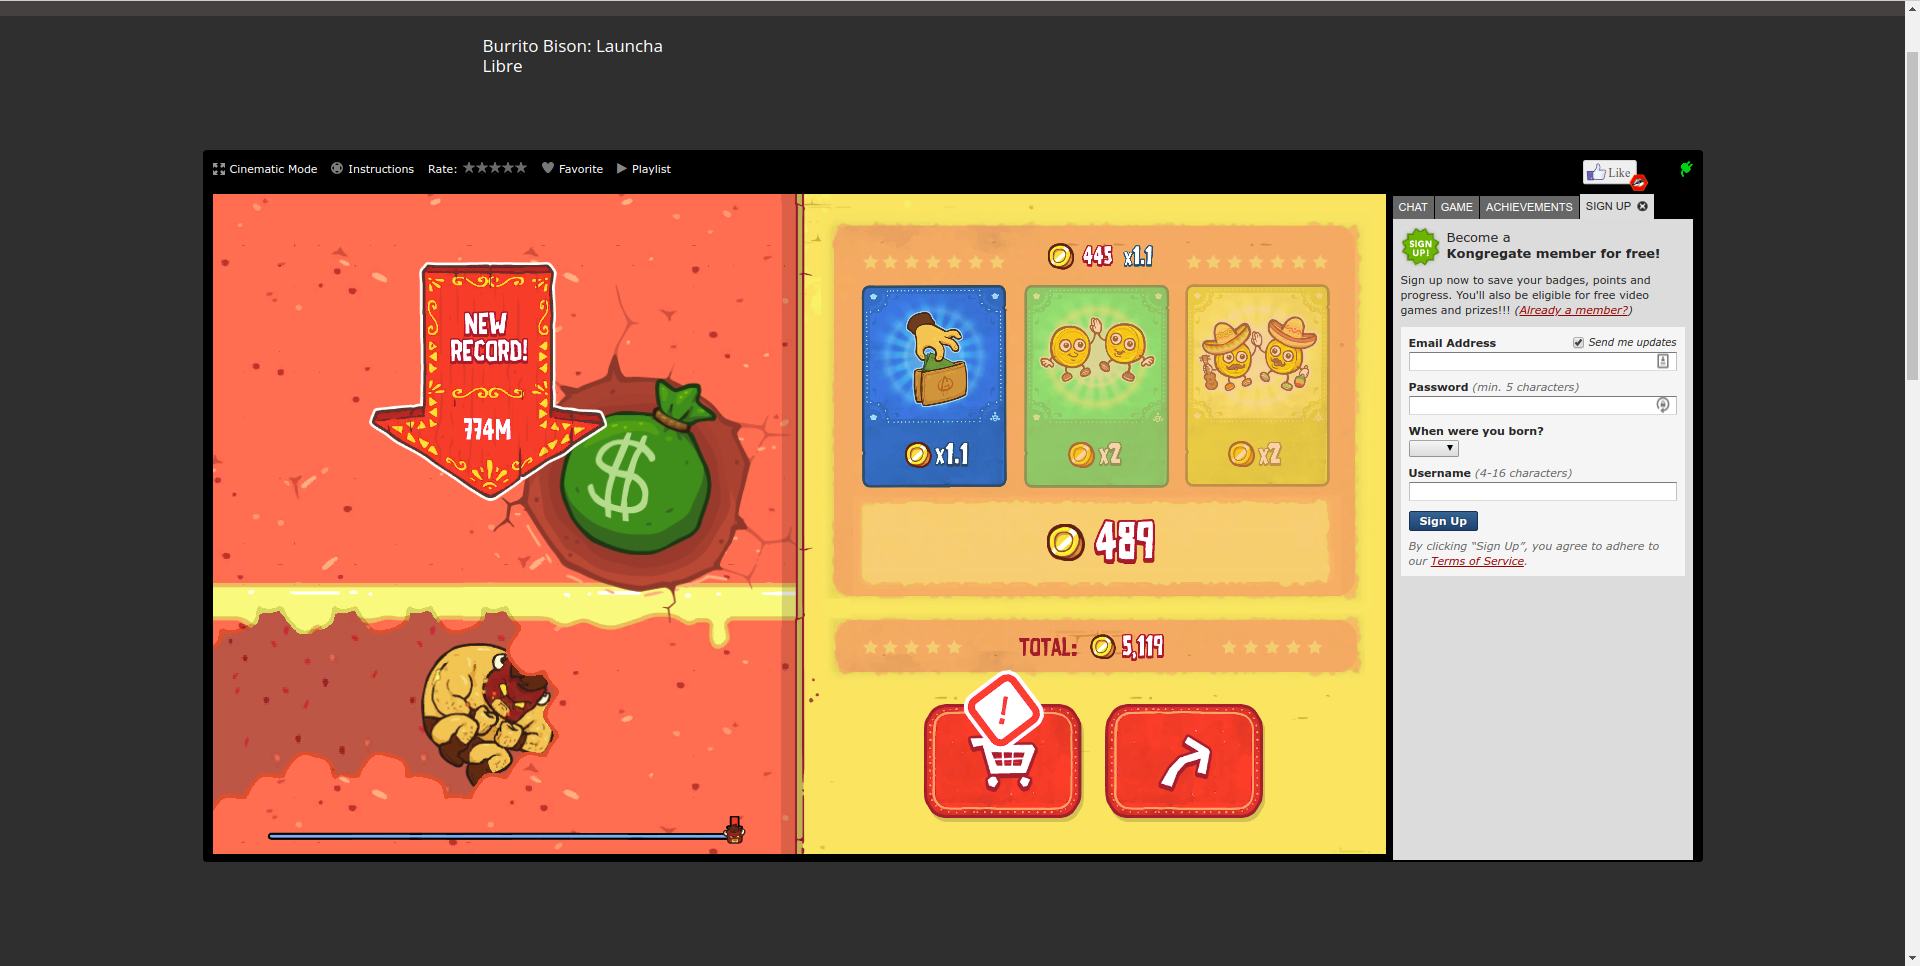 Burrito Bison: Launcha
Libre
Cinematic Mode
Instructions
Rate:
Favorite
Playlist
Like
CHAT
GAME
ACHIEVEMENTS
SIGN UP
NEW
RECORD!
774M
$
445 x1.1
x1.1
x2
x2
489
TOTAL: 5,119
!
SIGN
UP!
Become a
Kongregate member for free!
Sign up now to save your badges, points and
progress. You'll also be eligible for free video
games and prizes!!! (Already a member?)
Email Address
Send me updates
Password (min. 5 characters)
When were you born?
Username (4-16 characters)
Sign Up
By clicking “Sign Up”, you agree to adhere to
our Terms of Service.